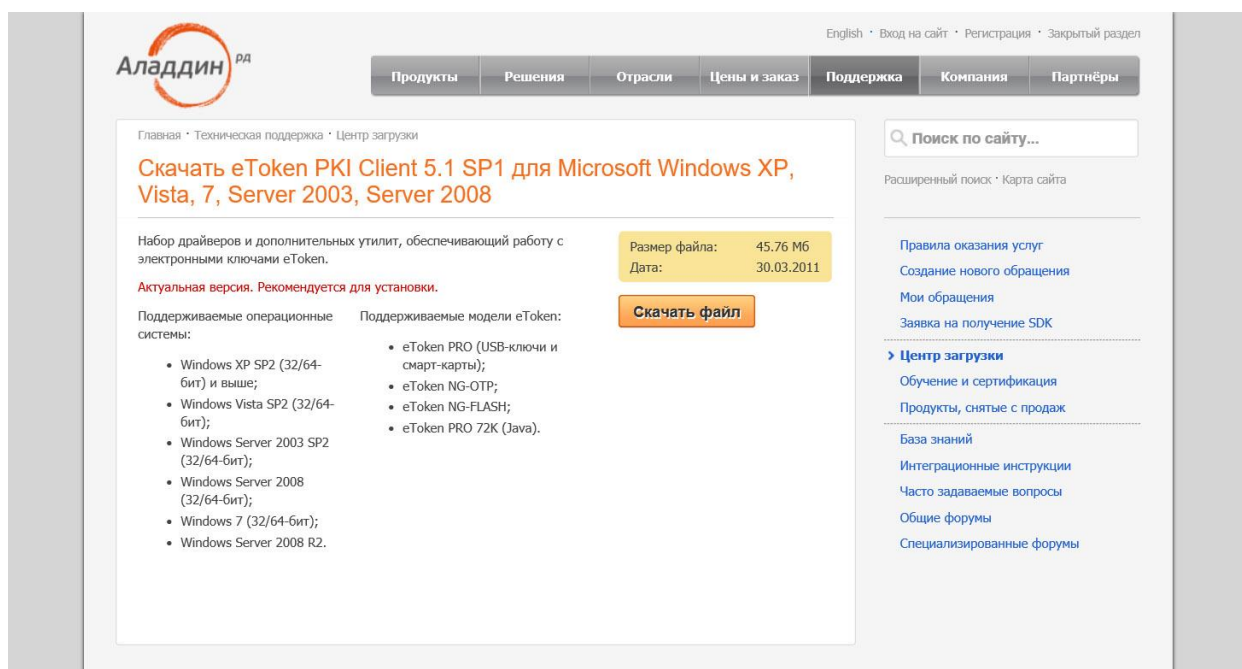 English · Вход на сайт · Регистрация · Закрытый раздел
Аладдин РД
Продукты Решения Отрасли Цены и заказ Поддержка Компания Партнёры
Главная · Техническая поддержка · Центр загрузки
Скачать eToken PKI Client 5.1 SP1 для Microsoft Windows XP,
Vista, 7, Server 2003, Server 2008
Набор драйверов и дополнительных утилит, обеспечивающий работу с
электронными ключами eToken.
Актуальная версия. Рекомендуется для установки.
Поддерживаемые операционные
системы:
• Windows XP SP2 (32/64-
бит) и выше;
• Windows Vista SP2 (32/64-
бит);
• Windows Server 2003 SP2
(32/64-бит);
• Windows Server 2008
(32/64-бит);
• Windows 7 (32/64-бит);
• Windows Server 2008 R2.
Поддерживаемые модели eToken:
• eToken PRO (USB-ключи и
смарт-карты);
• eToken NG-OTP;
• eToken NG-FLASH;
• eToken PRO 72K (Java).
Размер файла: 45.76 Мб
Дата: 30.03.2011
Скачать файл
Поиск по сайту...
Расширенный поиск · Карта сайта
Правила оказания услуг
Создание нового обращения
Мои обращения
Заявка на получение SDK
Центр загрузки
Обучение и сертификация
Продукты, снятые с продаж
База знаний
Интеграционные инструкции
Часто задаваемые вопросы
Общие форумы
Специализированные форумы